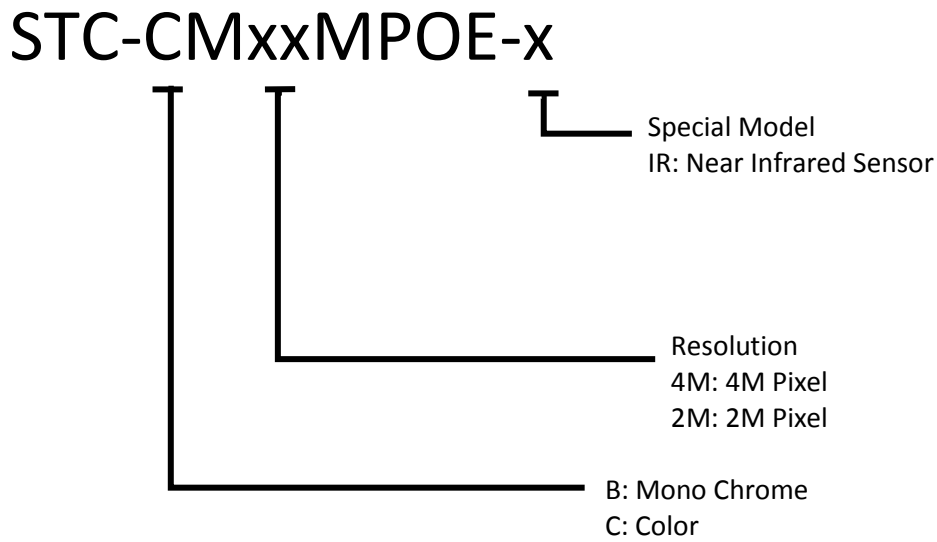 STC-CMxxMPOE-x
Special Model
IR: Near Infrared Sensor
Resolution
4M: 4M Pixel
2M: 2M Pixel
B: Mono Chrome
C: Color